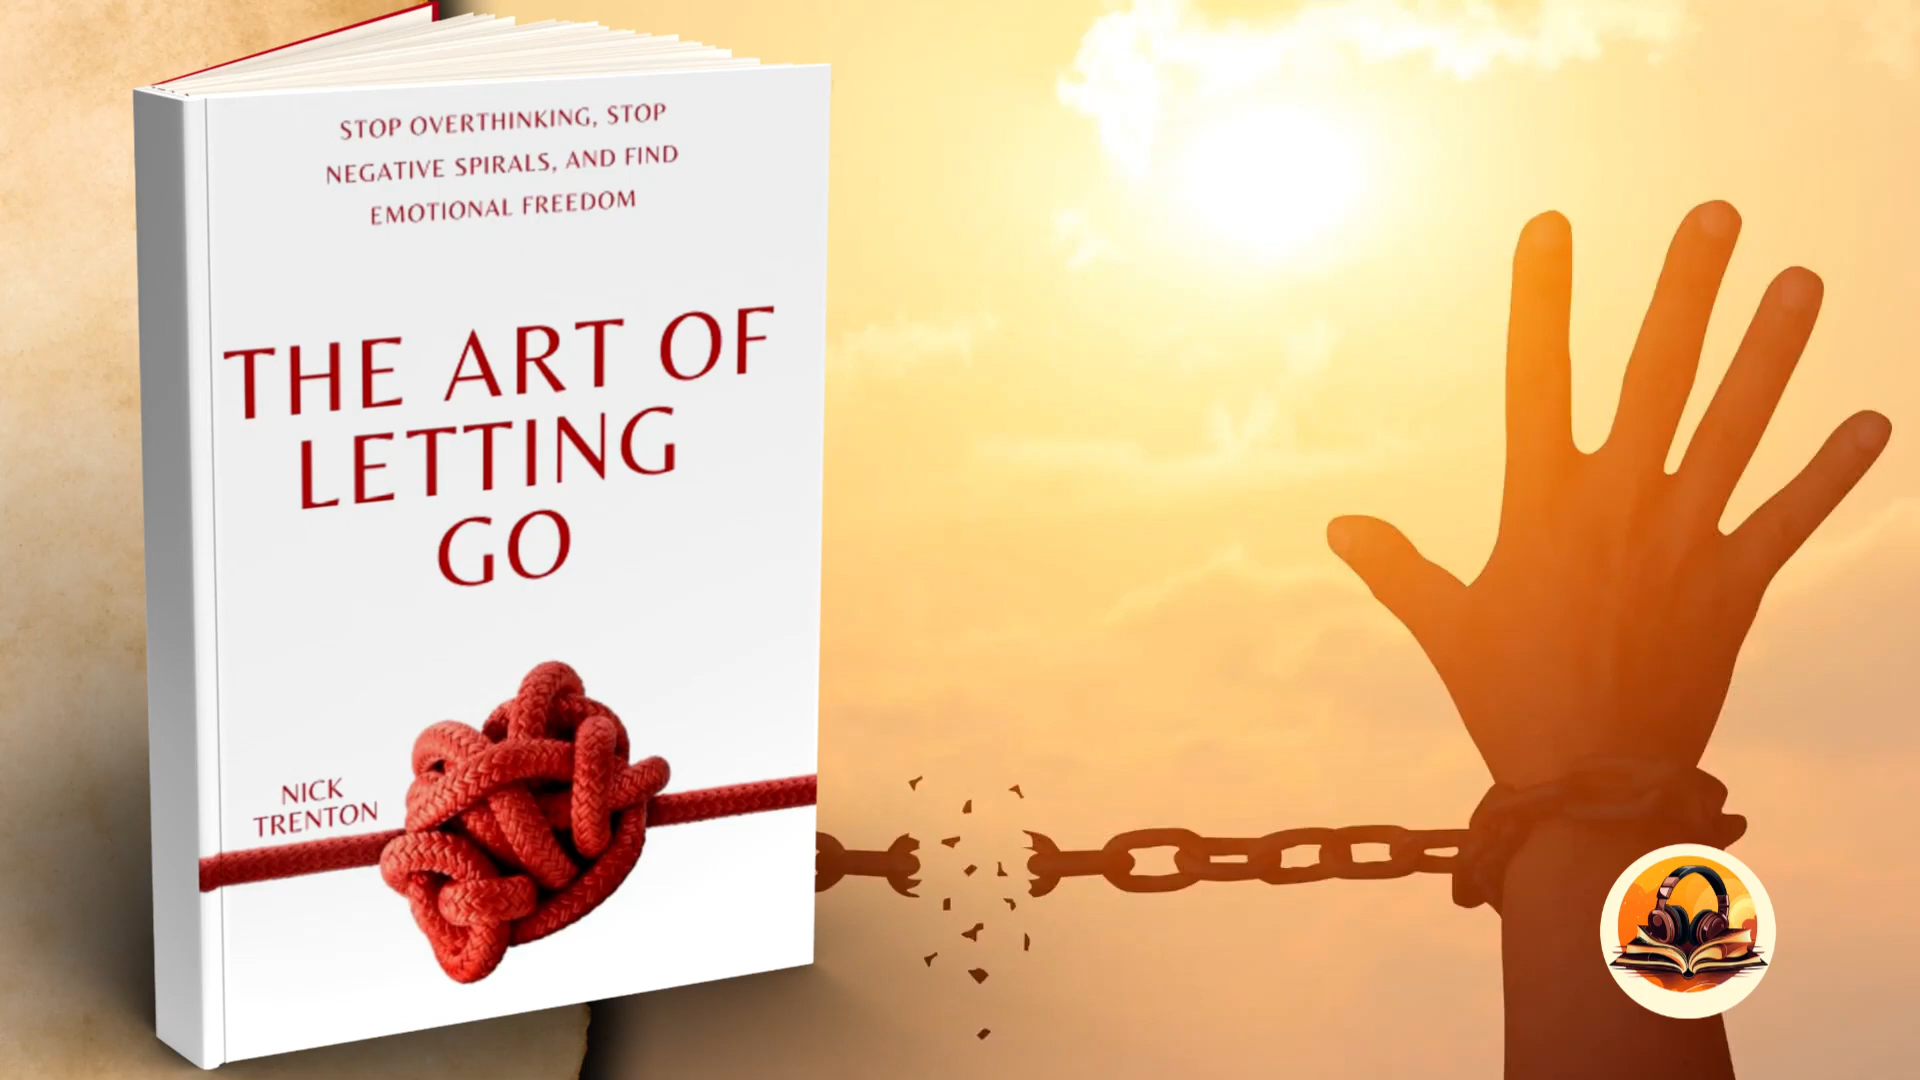 STOP OVERTHINKING, STOP
NEGATIVE SPIRALS, AND FIND
EMOTIONAL FREEDOM
THE ART OF
LETTING
GO
NICK
TRENTON